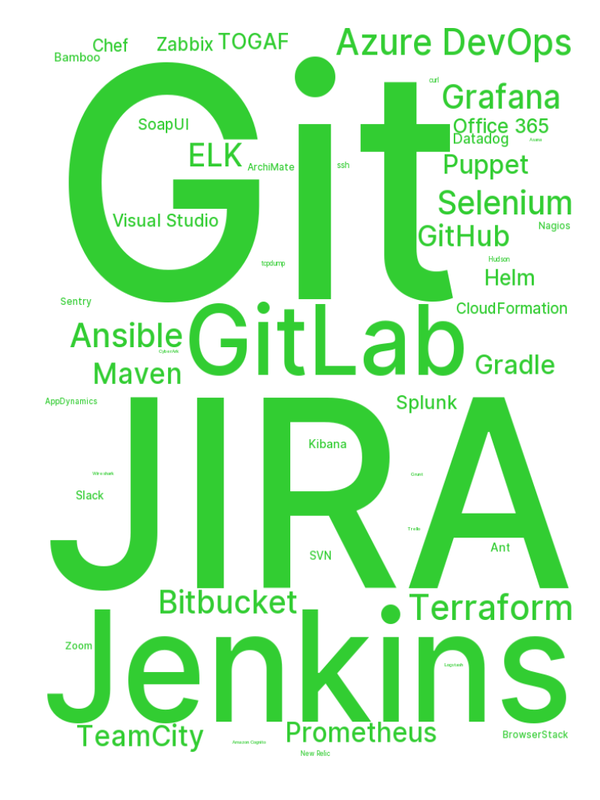 Azure DevOps
TOGAF
Zabbix
Chef
Bamboo
Git
curl
Grafana
SoapUI
Office 365
Datadog
ELK
ArchiMate
ssh
Puppet
Selenium
Visual Studio
GitHub
Nagios
tcpdump
Hudson
Helm
Sentry
CloudFormation
GitLab
Ansible
Maven
Gradle
AppDynamics
Splunk
JIRA
Kibana
Slack
SVN
Ant
Bitbucket
Terraform
Jenkins
Zoom
TeamCity
Prometheus
BrowserStack
New Relic